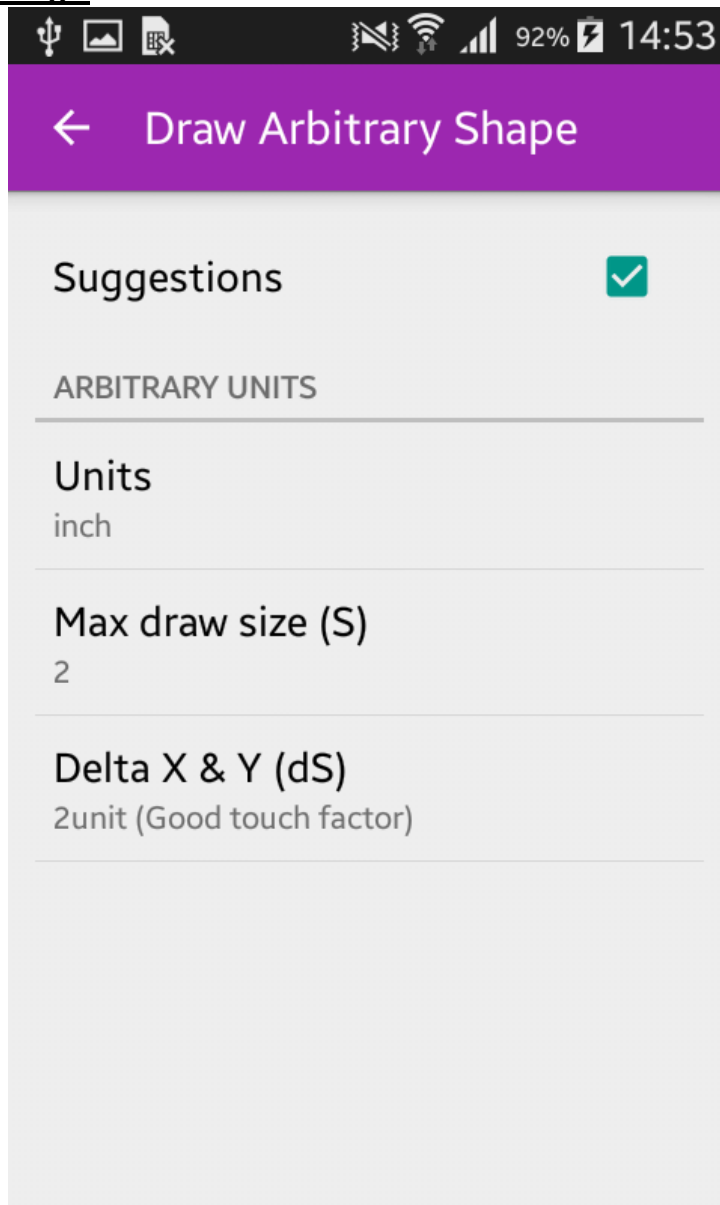 92% 14:53
Draw Arbitrary Shape
Suggestions
ARBITRARY UNITS
Units
inch
Max draw size (S)
2
Delta X & Y (dS)
2unit (Good touch factor)